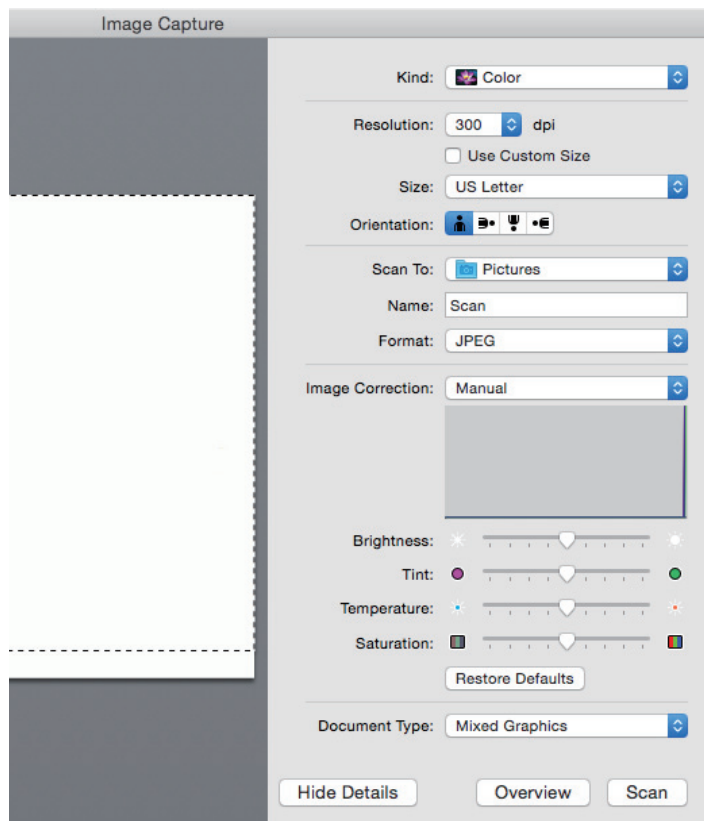 Image Capture
Kind: Color
Resolution: 300 dpi
Use Custom Size
Size: US Letter
Orientation:
Scan To: Pictures
Name: Scan
Format: JPEG
Image Correction: Manual
Brightness:
Tint:
Temperature:
Saturation:
Restore Defaults
Document Type: Mixed Graphics
Hide Details Overview Scan